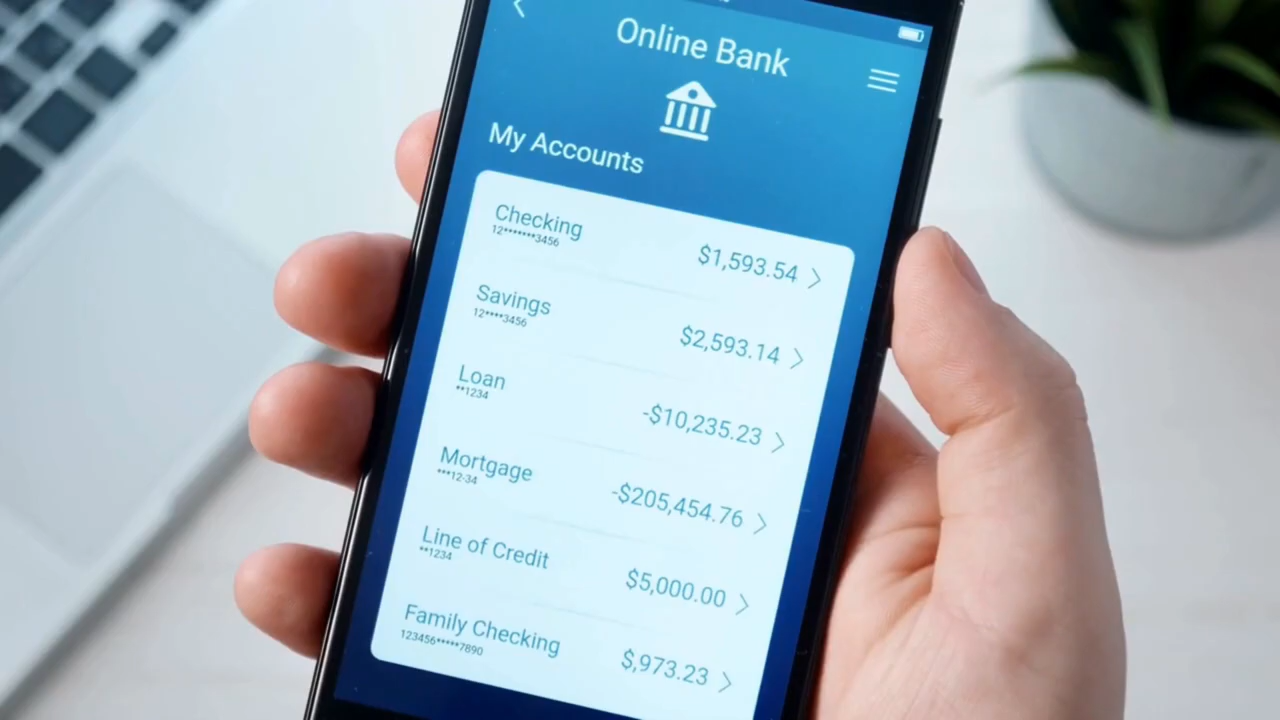 Online Bank
My Accounts
Checking
12*******3456
$1,593.54
Savings
12****3456
$2,593.14
Loan
**1234
-$10,235.23
Mortgage
***12-34
-$205,454.76
Line of Credit
**1234
$5,000.00
Family Checking
123456*****7890
$,973.23